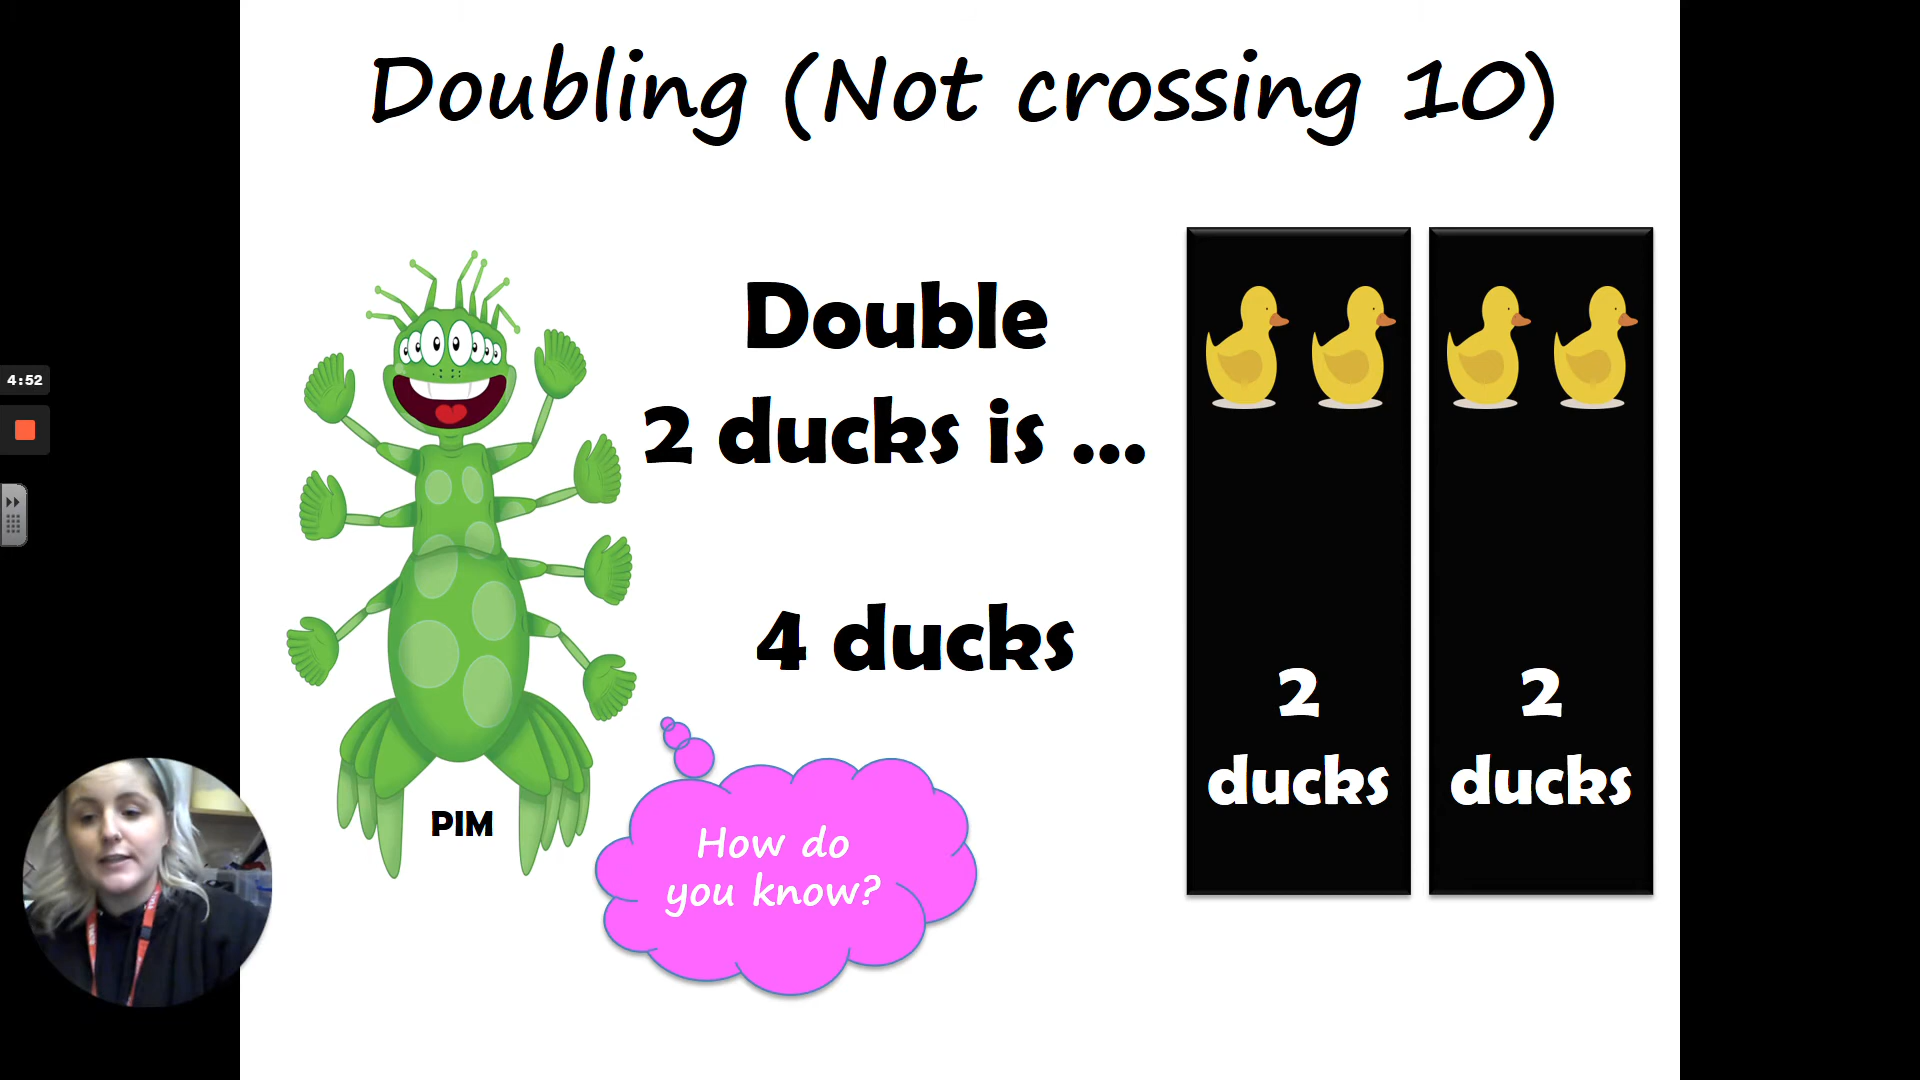 Doubling (Not crossing 10)
4:52
Double
2 ducks is ...
4 ducks
PIM
How do
you know?
2
ducks
2
ducks